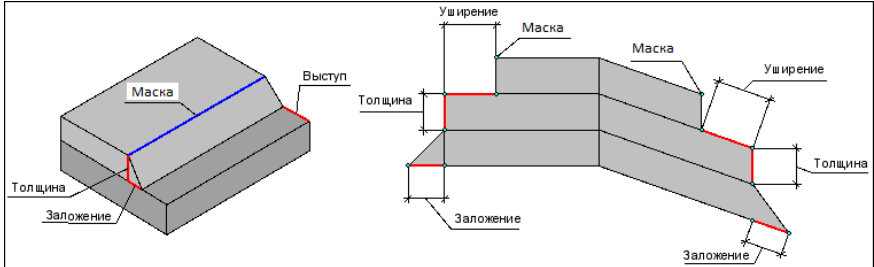 Маска
Выступ
Толщина
Заложение
Уширение
Маска
Маска
Уширение
Толщина
Толщина
Заложение
Заложение